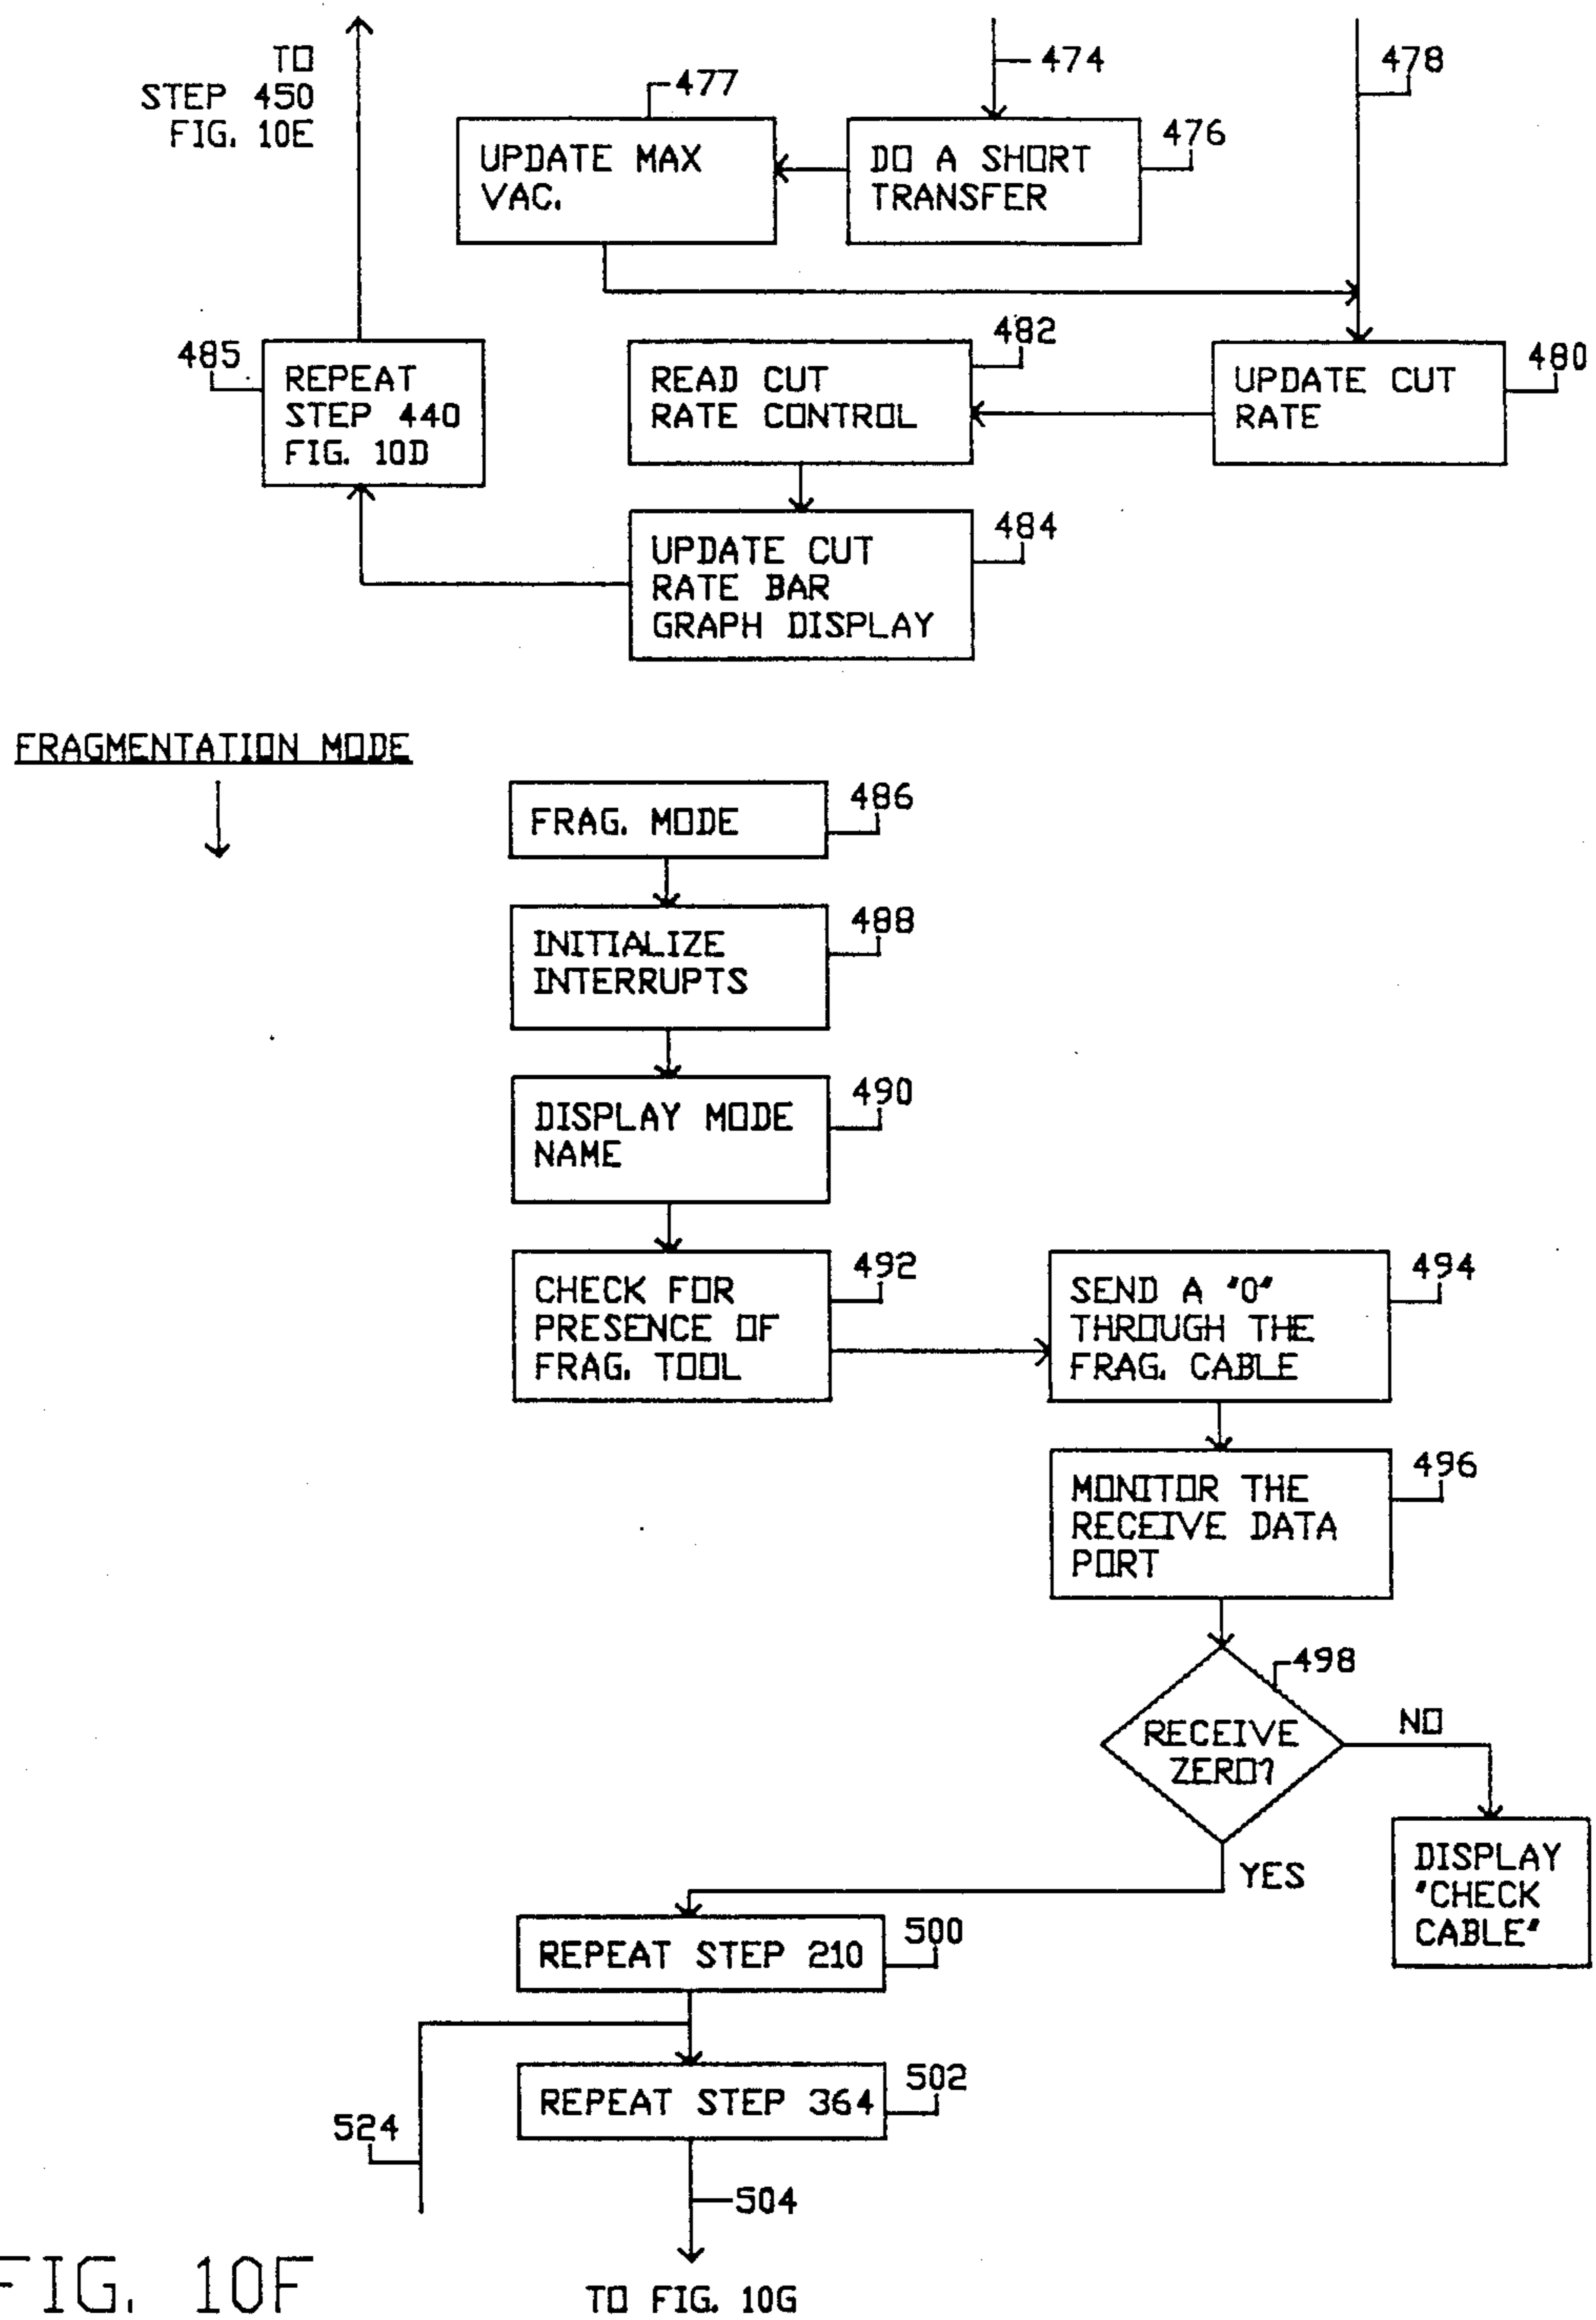 TO
STEP 450
FIG. 10E
474
478
477
UPDATE MAX
VAC.
DO A SHORT
TRANSFER
476
485
REPEAT
STEP 440
FIG. 10D
482
READ CUT
RATE CONTROL
UPDATE CUT
RATE
480
484
UPDATE CUT
RATE BAR
GRAPH DISPLAY
FRAGMENTATION MODE
FRAG. MODE
486
INITIALIZE
INTERRUPTS
488
DISPLAY MODE
NAME
490
CHECK FOR
PRESENCE OF
FRAG. TOOL
492
SEND A "0"
THROUGH THE
FRAG. CABLE
494
MONITOR THE
RECEIVE DATA
PORT
496
498
RECEIVE
ZERO?
NO
YES
DISPLAY
"CHECK
CABLE"
REPEAT STEP 210
500
REPEAT STEP 364
502
524
504
TO FIG. 10G
FIG. 10F